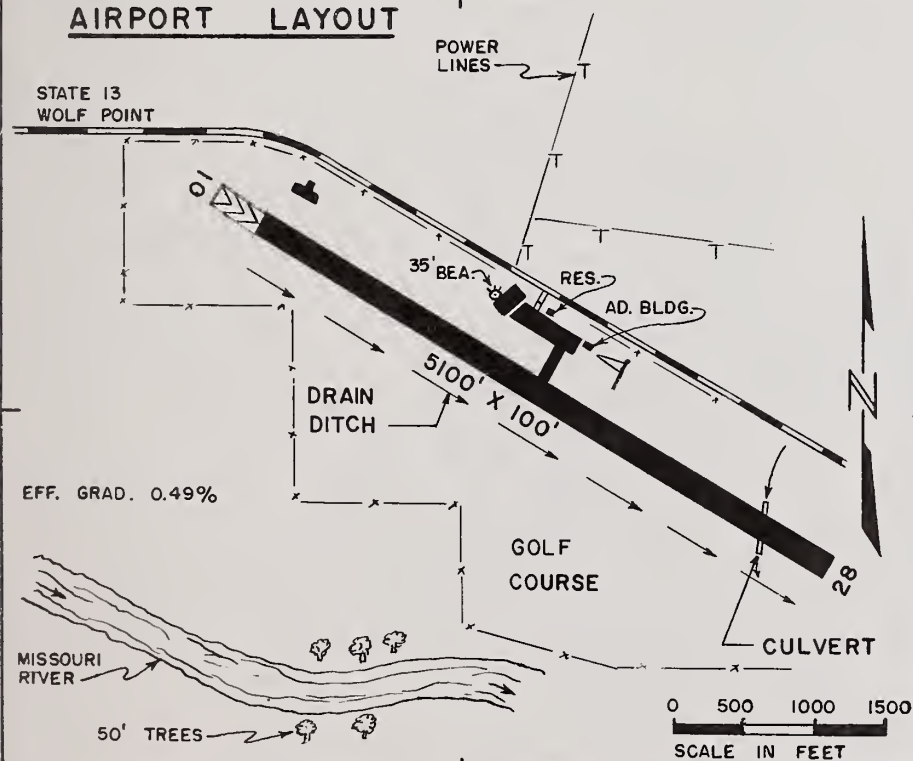 AIRPORT LAYOUT
POWER
LINES
T
STATE 13
WOLF POINT
T
10
T
T
T
35' BEA.
RES.
AD. BLDG.
N
5100' X 100'
DRAIN
DITCH
EFF. GRAD. 0.49%
GOLF
COURSE
28
CULVERT
MISSOURI
RIVER
50' TREES
0 500 1000 1500
SCALE IN FEET